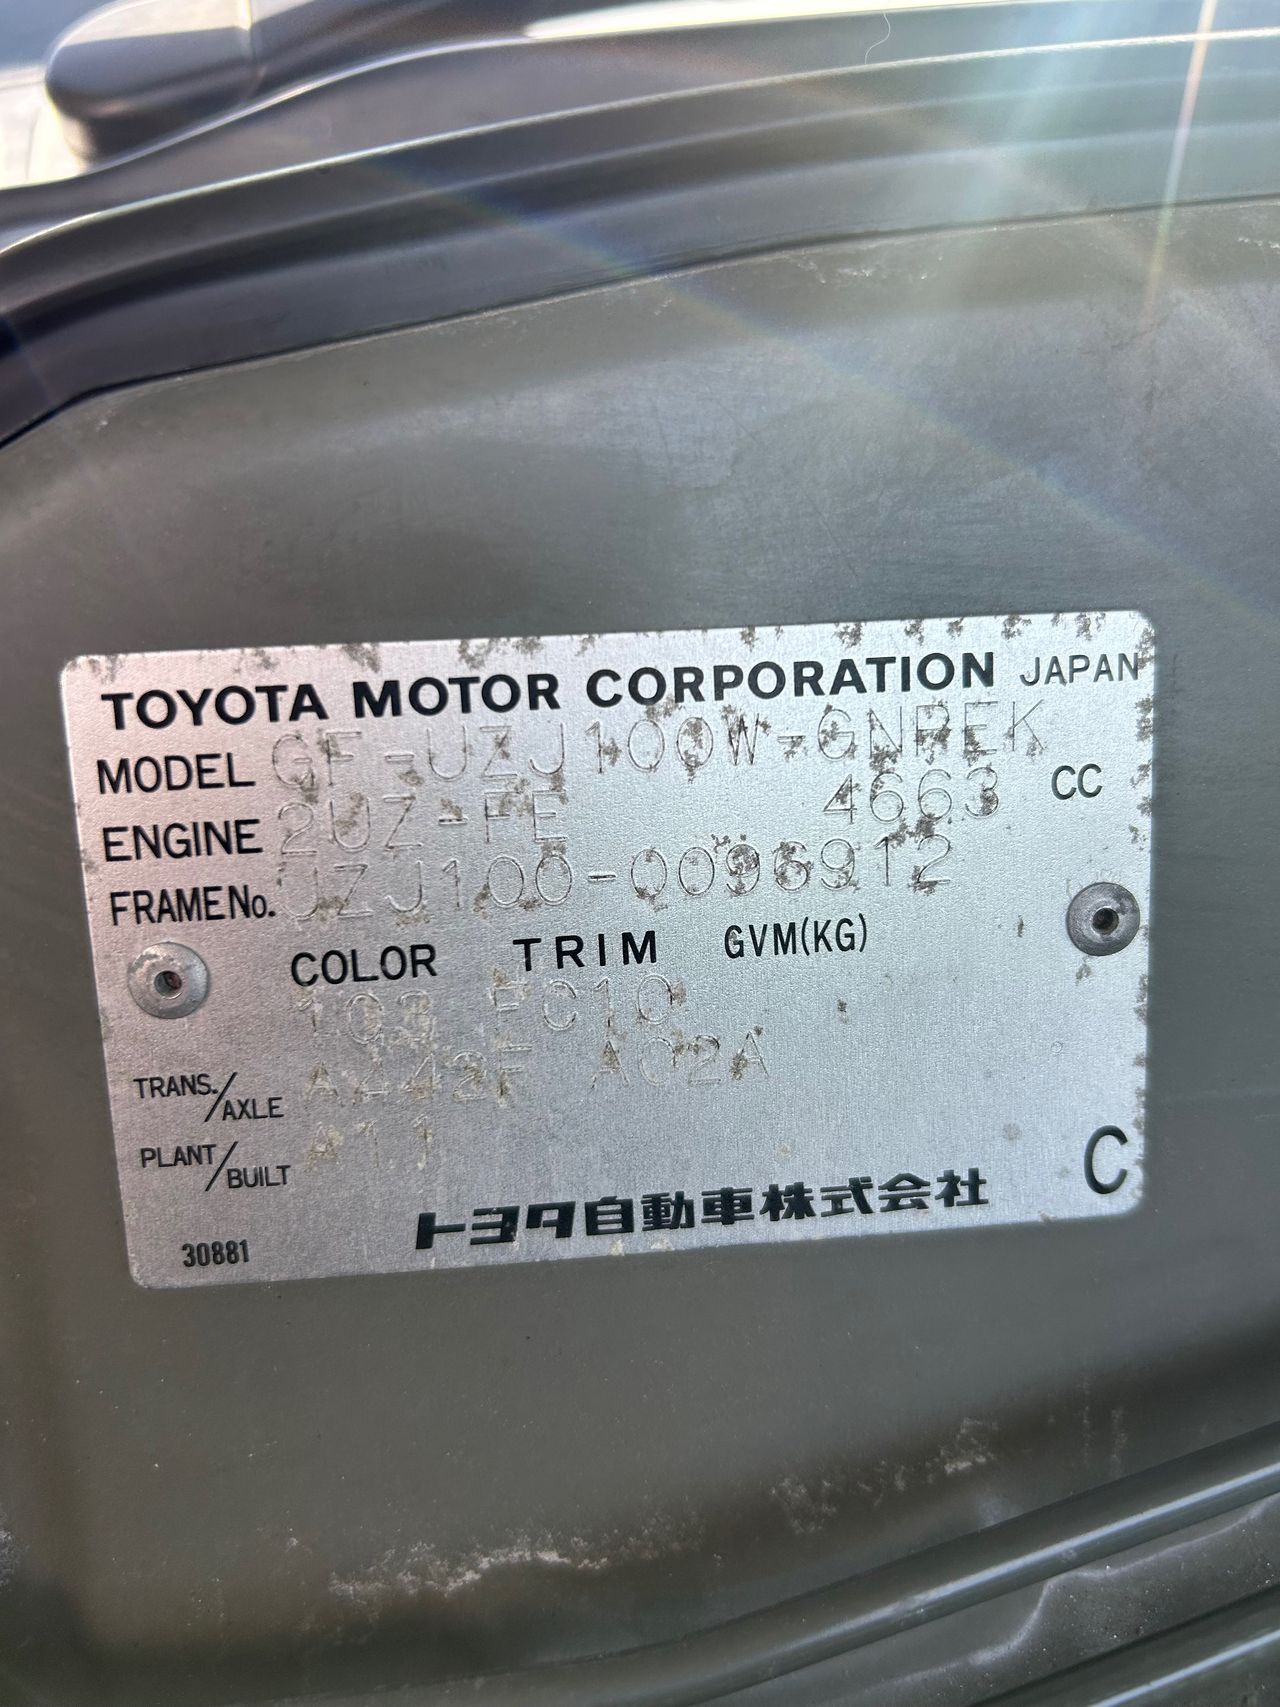 TOYOTA MOTOR CORPORATION JAPAN
MODEL GF-UZJ100W-GNPEK
ENGINE 2UZ-FE 4663 CC
FRAME No. UZJ100-0096912
COLOR TRIM GVM(KG)
FC10
TRANS./AXLE A442F A02A
PLANT/BUILT A11
C
トヨタ自動車株式会社
30881